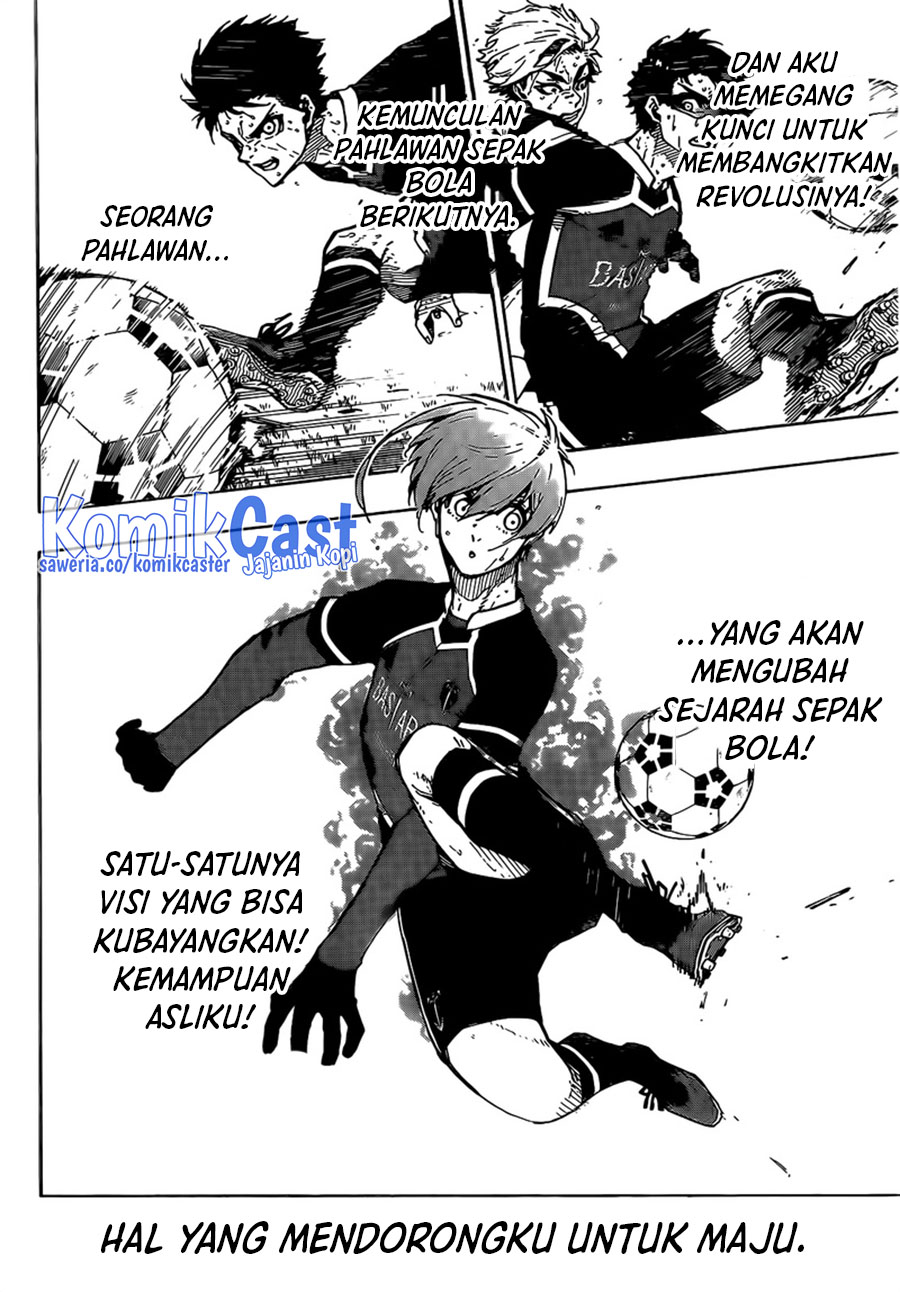 DAN AKU
MEMEGANG
KUNCI UNTUK
MEMBANGKITKAN
REVOLUSINYA!
KEMUNCULAN
PAHLAWAN SEPAK
BOLA
BERIKUTNYA.
SEORANG
PAHLAWAN...
KomikCast
saweria.co/komikcaster Jajanin Kopi
...YANG AKAN
MENGUBAH
SEJARAH SEPAK
BOLA!
BASTAR
SATU-SATUNYA
VISI YANG BISA
KUBAYANGKAN!
KEMAMPUAN
ASLIKU!
HAL YANG MENDORONGKU UNTUK MAJU.